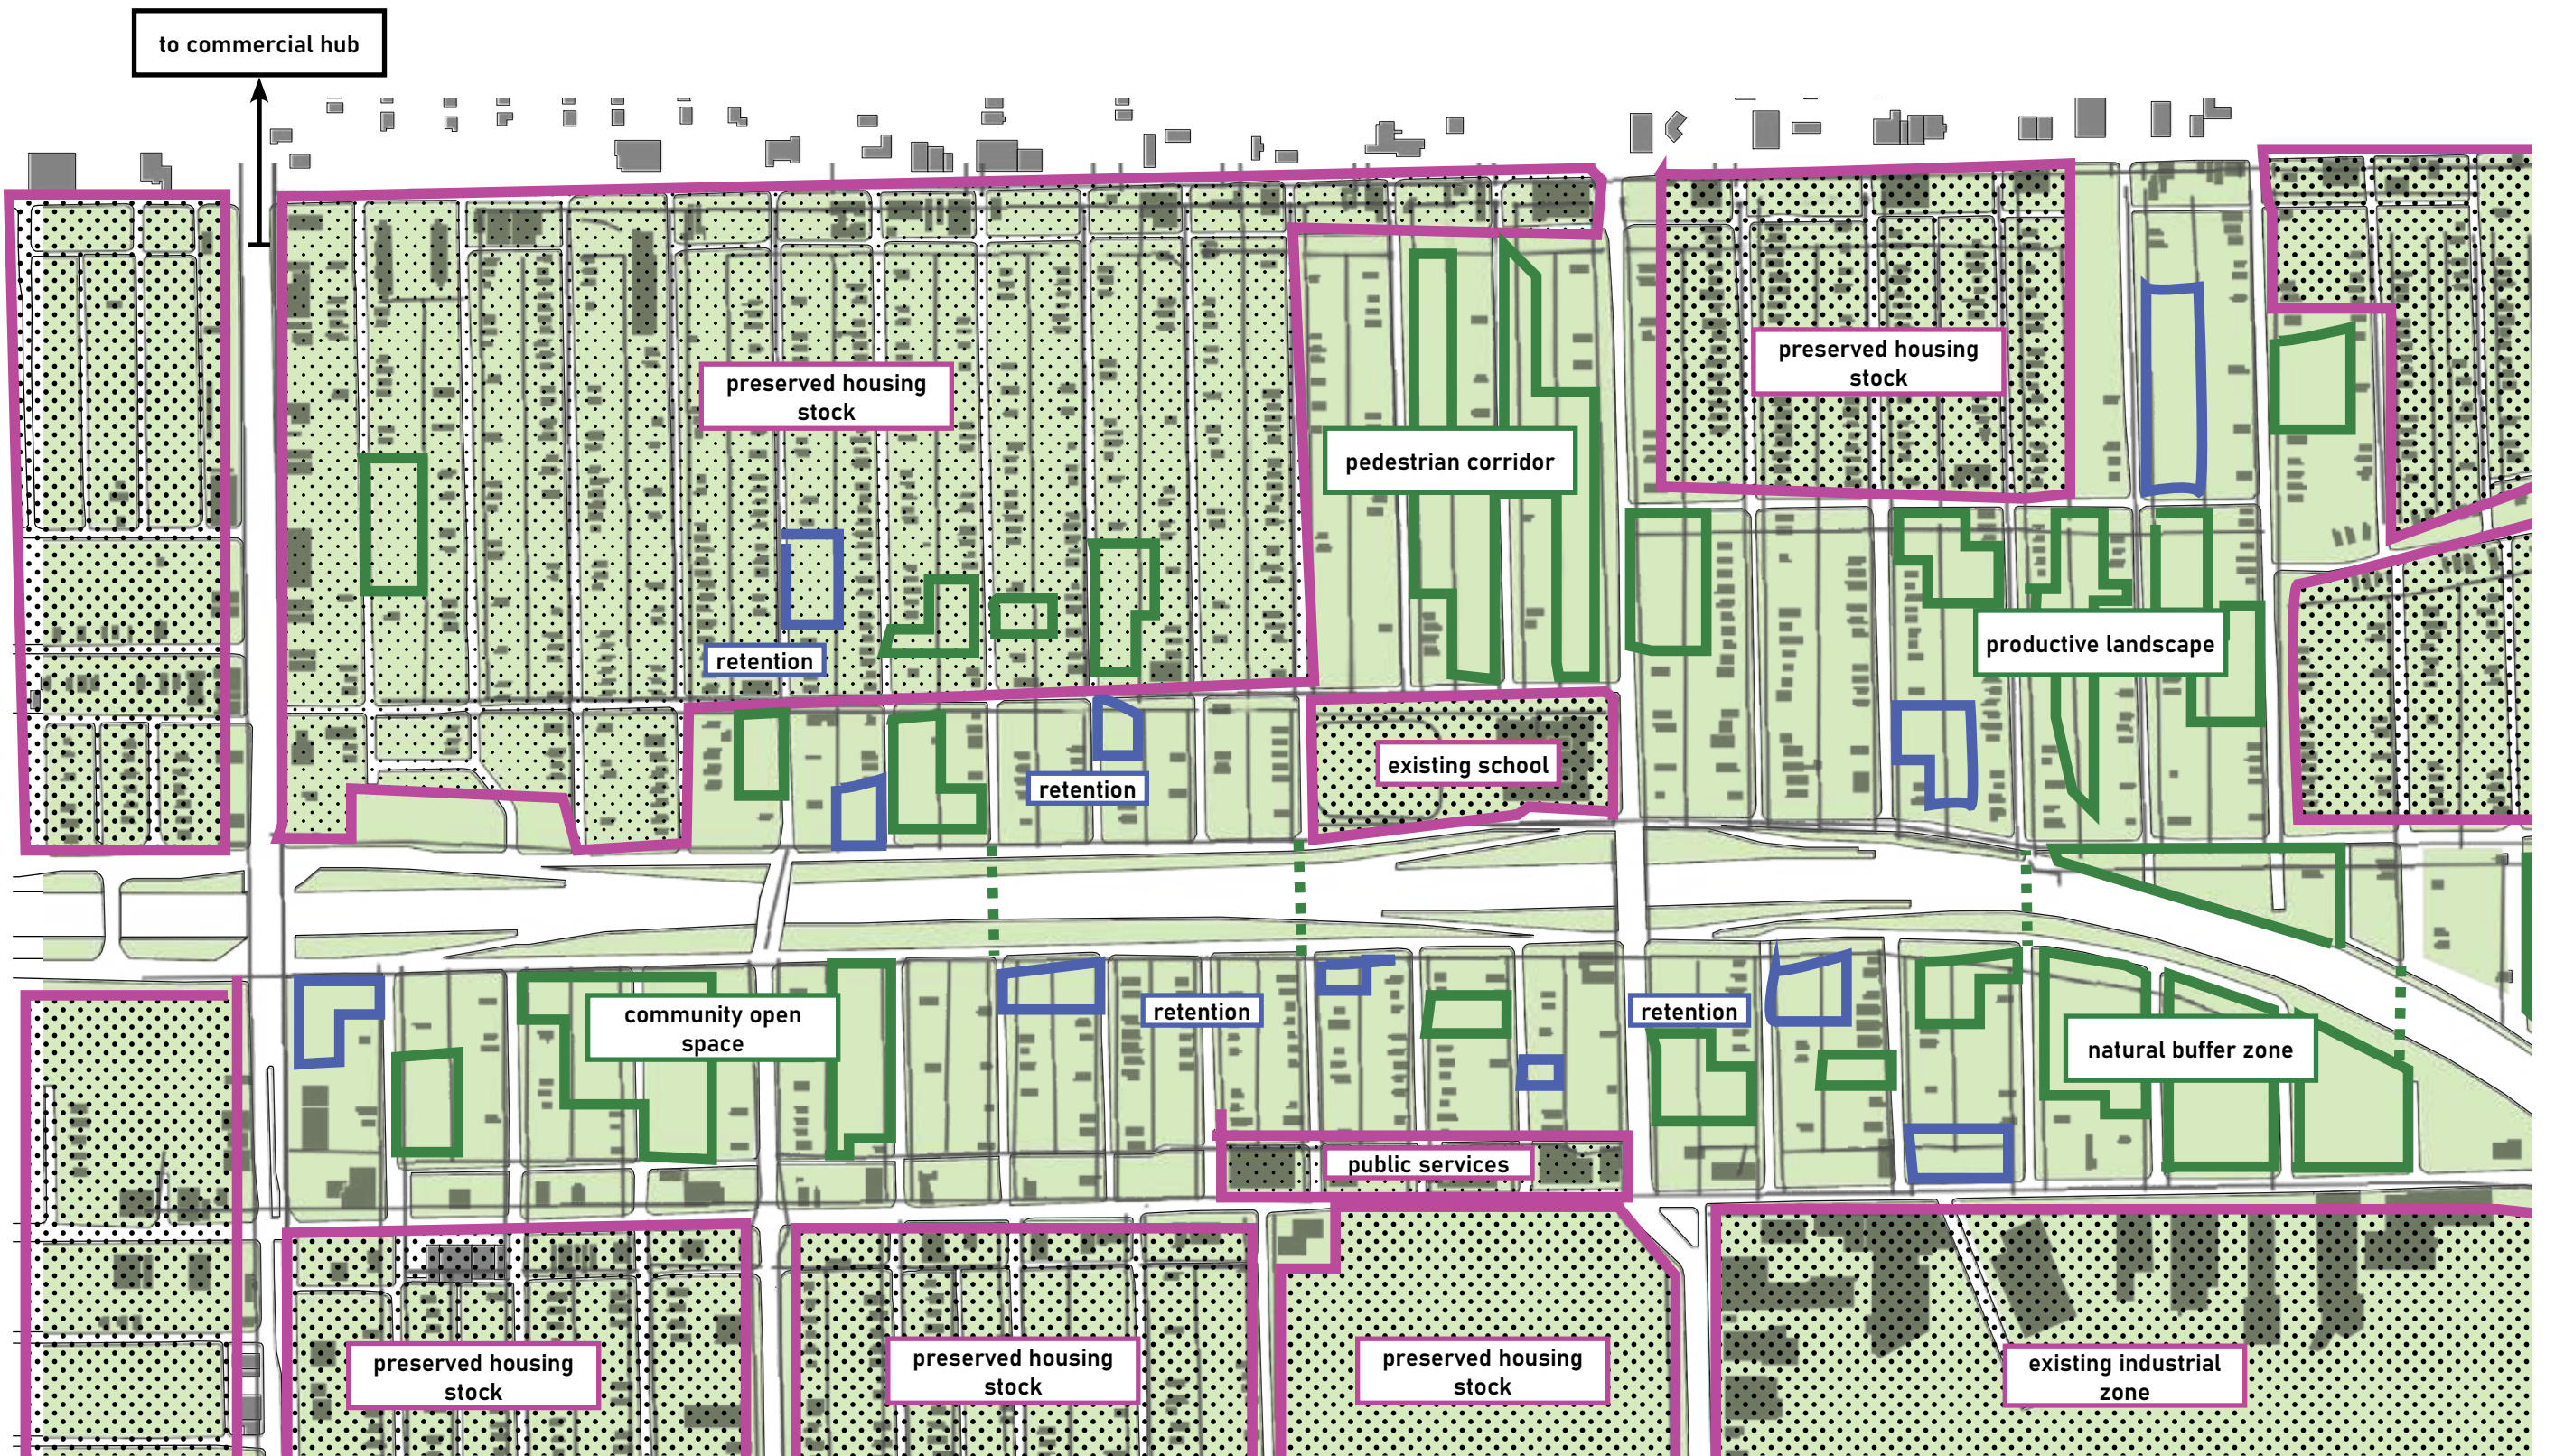 to commercial hub
preserved housing
stock
preserved housing
stock
pedestrian corridor
retention
productive landscape
existing school
retention
community open
space
retention
retention
natural buffer zone
public services
preserved housing
stock
preserved housing
stock
preserved housing
stock
existing industrial
zone